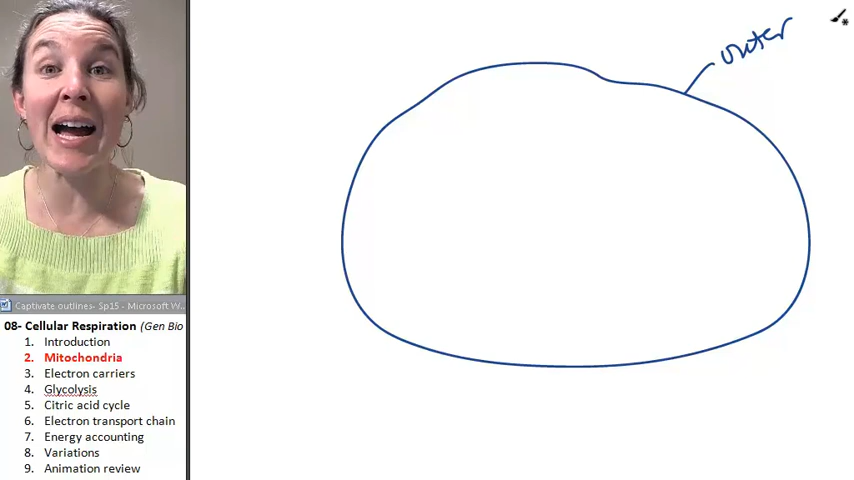 outer
Captivate outlines- Sp15 - Microsoft W...
08- Cellular Respiration (Gen Bio
1. Introduction
2. Mitochondria
3. Electron carriers
4. Glycolysis
5. Citric acid cycle
6. Electron transport chain
7. Energy accounting
8. Variations
9. Animation review